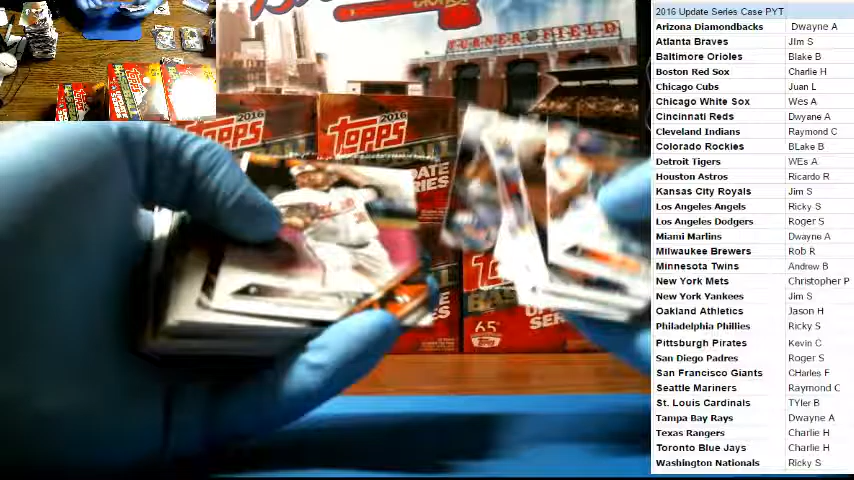 2016 Update Series Case PYT
Arizona Diamondbacks Dwayne A
Atlanta Braves JIm S
Baltimore Orioles Blake B
Boston Red Sox Charlie H
Chicago Cubs Juan L
Chicago White Sox Wes A
Cincinnati Reds Dwyane A
Cleveland Indians Raymond C
Colorado Rockies BLake B
Detroit Tigers WEs A
Houston Astros Ricardo R
Kansas City Royals Jim S
Los Angeles Angels Ricky S
Los Angeles Dodgers Roger S
Miami Marlins Dwayne A
Milwaukee Brewers Rob R
Minnesota Twins Andrew B
New York Mets Christopher P
New York Yankees Jim S
Oakland Athletics Jason H
Philadelphia Phillies Ricky S
Pittsburgh Pirates Kevin C
San Diego Padres Roger S
San Francisco Giants CHarles F
Seattle Mariners Raymond C
St. Louis Cardinals TYler B
Tampa Bay Rays Dwayne A
Texas Rangers Charlie H
Toronto Blue Jays Charlie H
Washington Nationals Ricky S
TURNER FIELD
2016
Topps
2016
Topps
65